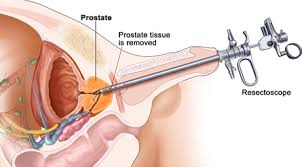 Prostate
Prostate tissue
is removed
Resectoscope